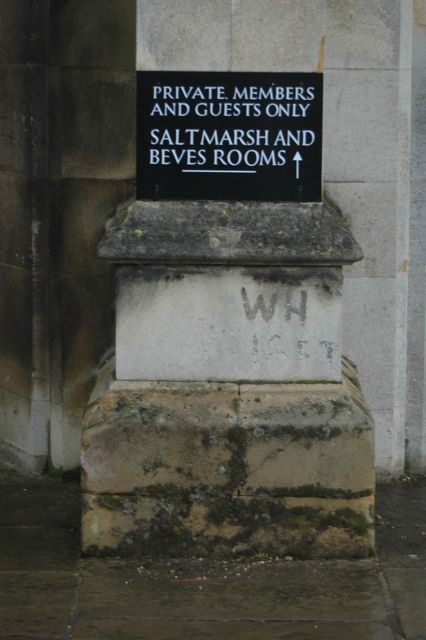 PRIVATE. MEMBERS
AND GUESTS ONLY
SALTMARSH AND
BEVES ROOMS
WH